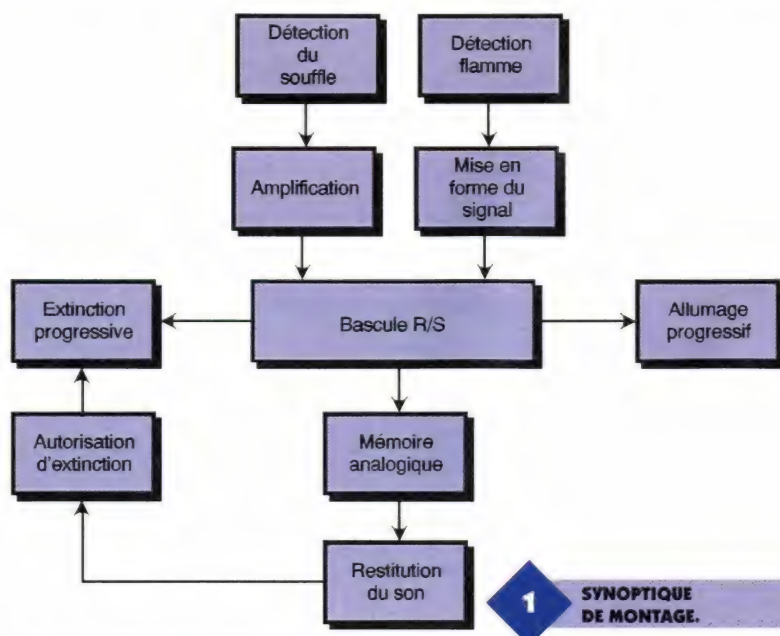 Détection
du
souffle
Détection
flamme
Amplification
Mise en
forme du
signal
Extinction
progressive
Bascule R/S
Allumage
progressif
Autorisation
d'extinction
Mémoire
analogique
Restitution
du son
1
SYNOPTIQUE
DE MONTAGE.